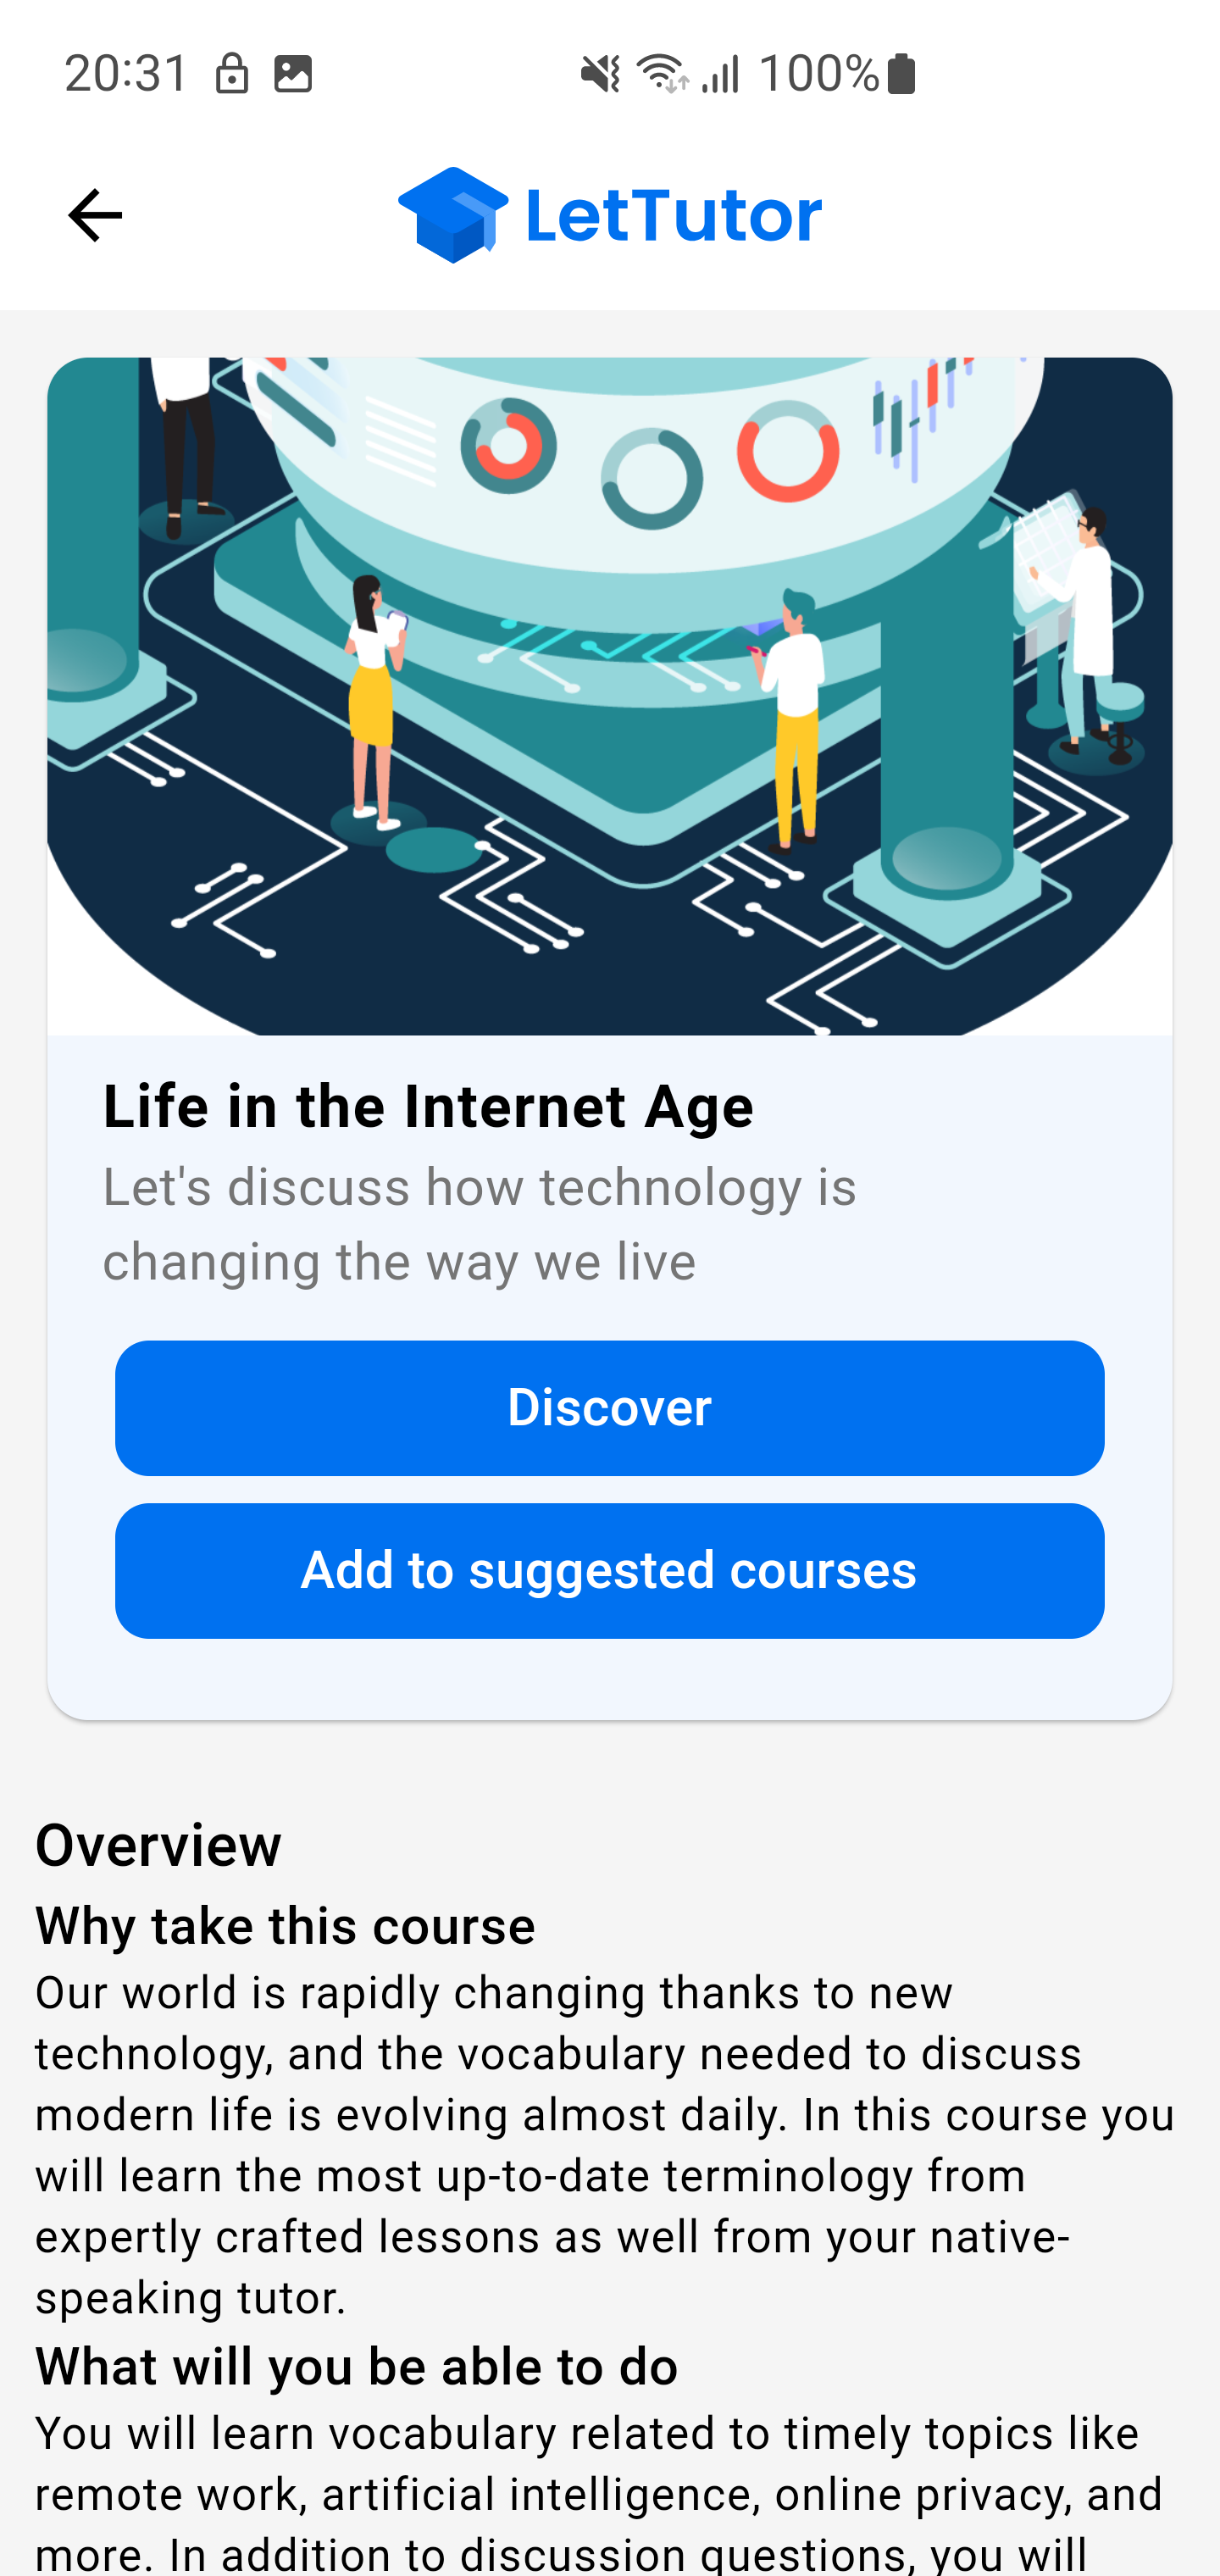 20:31
100%
LetTutor
Life in the Internet Age
Let's discuss how technology is
changing the way we live
Discover
Add to suggested courses
Overview
Why take this course
Our world is rapidly changing thanks to new
technology, and the vocabulary needed to discuss
modern life is evolving almost daily. In this course you
will learn the most up-to-date terminology from
expertly crafted lessons as well from your native-
speaking tutor.
What will you be able to do
You will learn vocabulary related to timely topics like
remote work, artificial intelligence, online privacy, and
more. In addition to discussion questions, you will